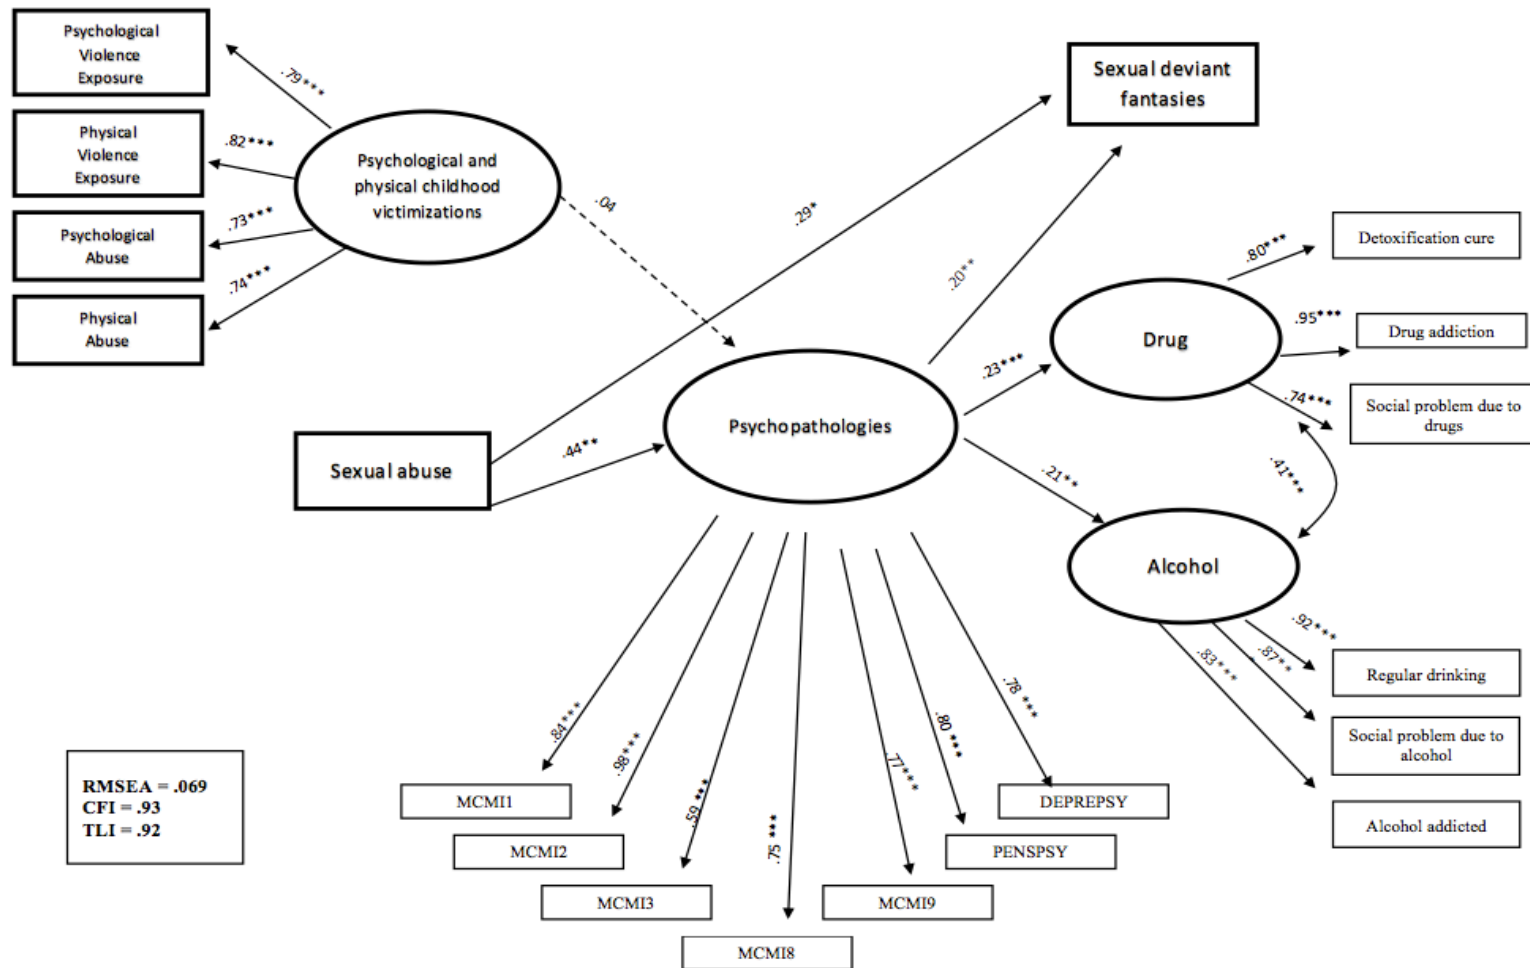 Psychological
Violence
Exposure
.79***
Physical
Violence
Exposure
.82***
Psychological
Abuse
.73***
Physical
Abuse
.74***
Psychological and
physical childhood
victimizations
.04
Sexual deviant
fantasies
.29*
.20**
Sexual abuse
.44**
Psychopathologies
.23***
.21**
Drug
.80***
Detoxification cure
.95***
Drug addiction
.74***
Social problem due to
drugs
.41***
Alcohol
.92***
Regular drinking
.87**
Social problem due to
alcohol
.83***
Alcohol addicted
.84***
MCMI1
.98***
MCMI2
.59 ***
MCMI3
.75 ***
MCMI8
.77***
MCMI9
.80 ***
PENSPSY
.78 ***
DEPREPSY
RMSEA = .069
CFI = .93
TLI = .92